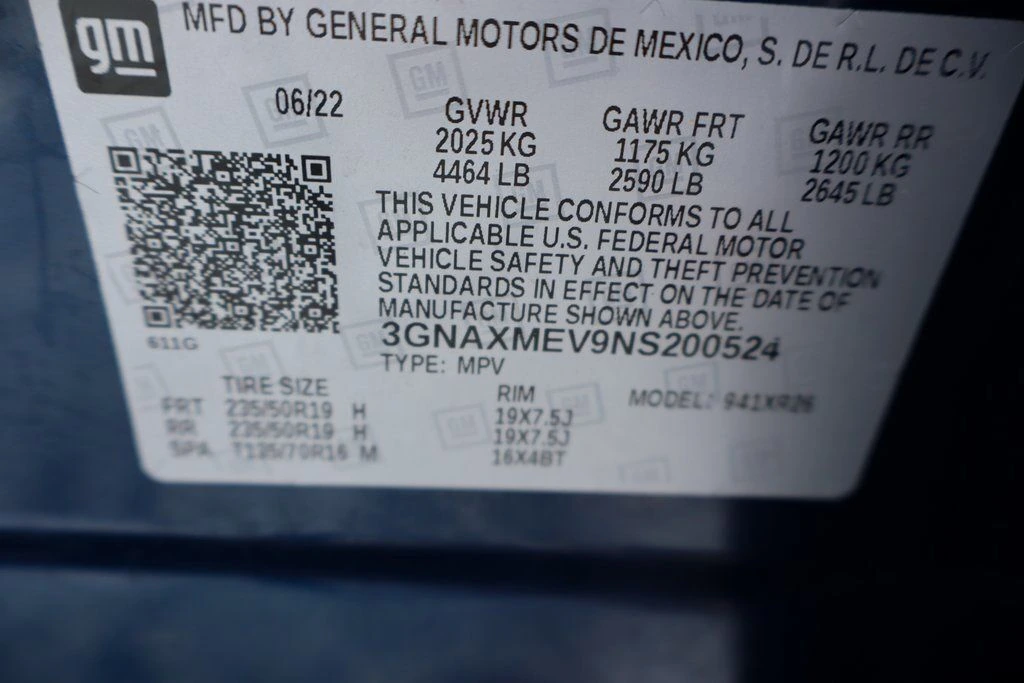 gm
MFD BY GENERAL MOTORS DE MEXICO, S. DE R.L. DE C.V.
06/22 GVWR GAWR FRT GAWR RR
2025 KG 1175 KG 1200 KG
4464 LB 2590 LB 2645 LB
THIS VEHICLE CONFORMS TO ALL
APPLICABLE U.S. FEDERAL MOTOR
VEHICLE SAFETY AND THEFT PREVENTION
STANDARDS IN EFFECT ON THE DATE OF
MANUFACTURE SHOWN ABOVE.
611G
3GNAXMEV9NS200524
TYPE: MPV
TIRE SIZE RIM MODEL: 941XR26
FRT 235/50R19 H 19X7.5J
RR 235/50R19 H 19X7.5J
SPA T135/70R16 M 16X4BT